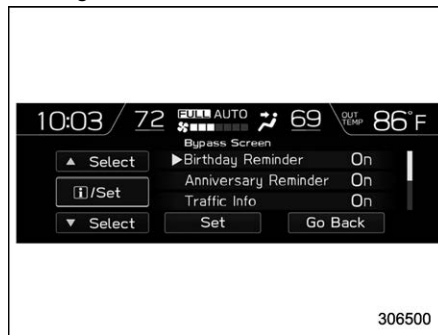 10:03 72 FULL AUTO 69 OUT TEMP 86°F
Bypass Screen
▲ Select ▶Birthday Reminder On
i/Set Anniversary Reminder On
Traffic Info On
▼ Select Set Go Back
306500